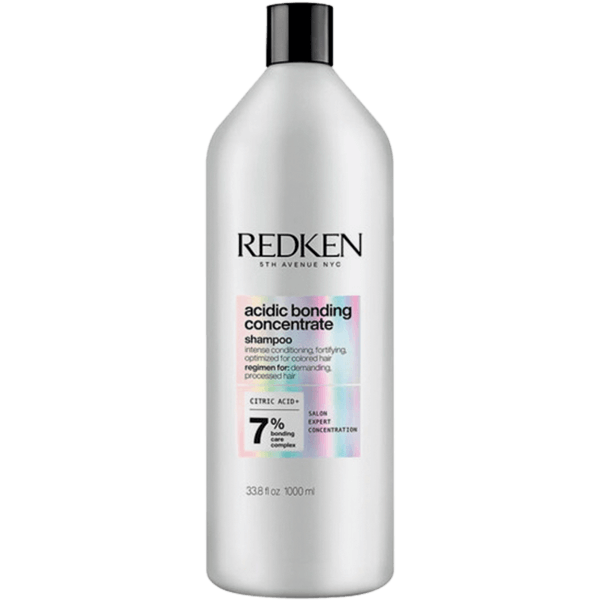 REDKEN
5TH AVENUE NYC
acidic bonding
concentrate
shampoo
intense conditioning, fortifying,
optimized for colored hair
regimen for: demanding,
processed hair
CITRIC ACID+
7%
bonding
care
complex
SALON
EXPERT
CONCENTRATION
33.8 fl oz 1000 ml